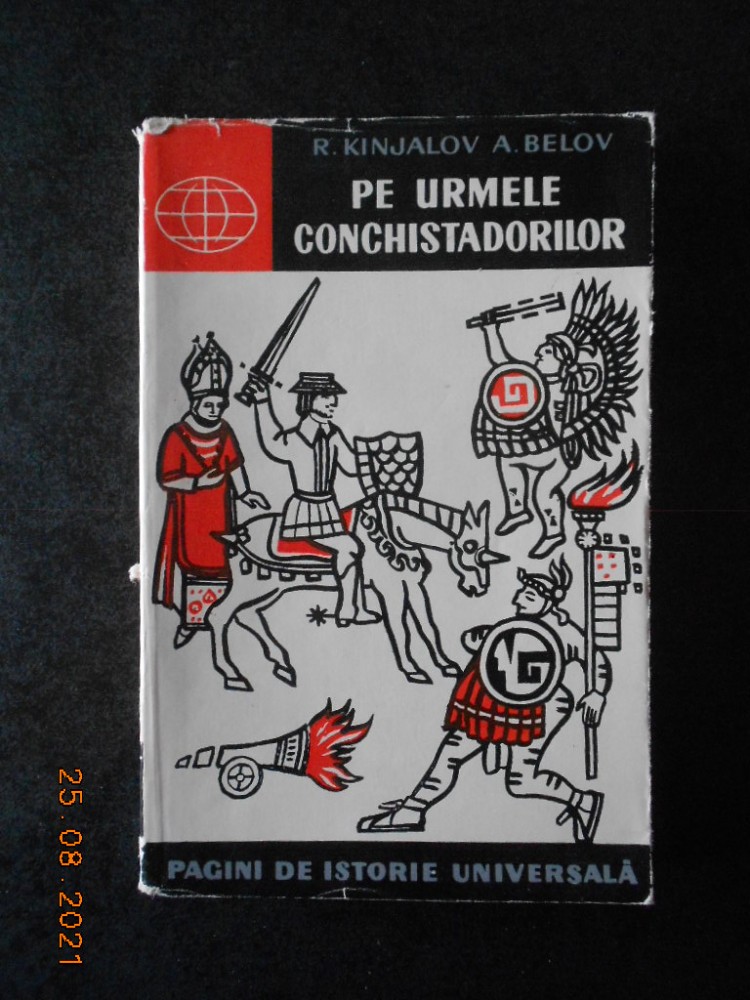 R. KINJALOV A. BELOV
PE URMELE
CONCHISTADORILOR
PAGINI DE ISTORIE UNIVERSALĂ
25.08.2021